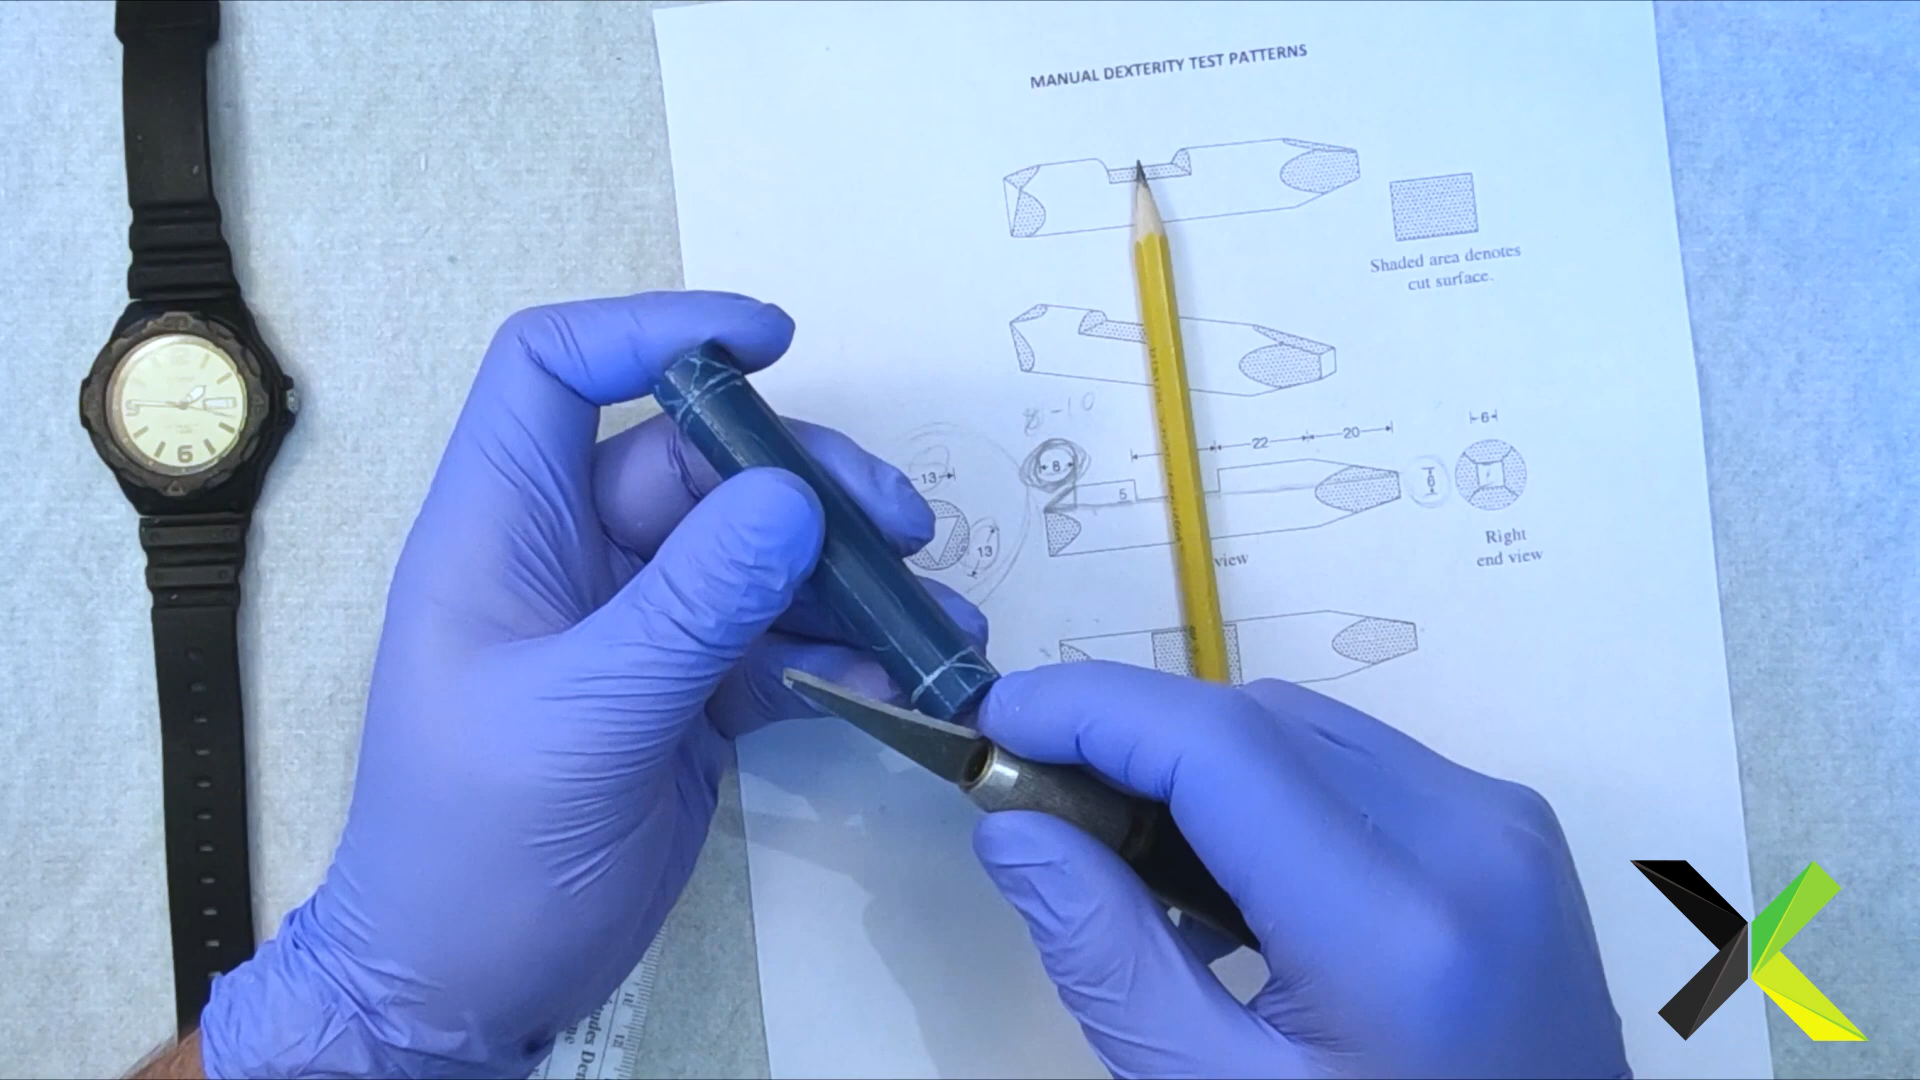 MANUAL DEXTERITY TEST PATTERNS
Shaded area denotes
cut surface.
8-10
6
22
20
13
8
5
6
13
Right
end view
view
6